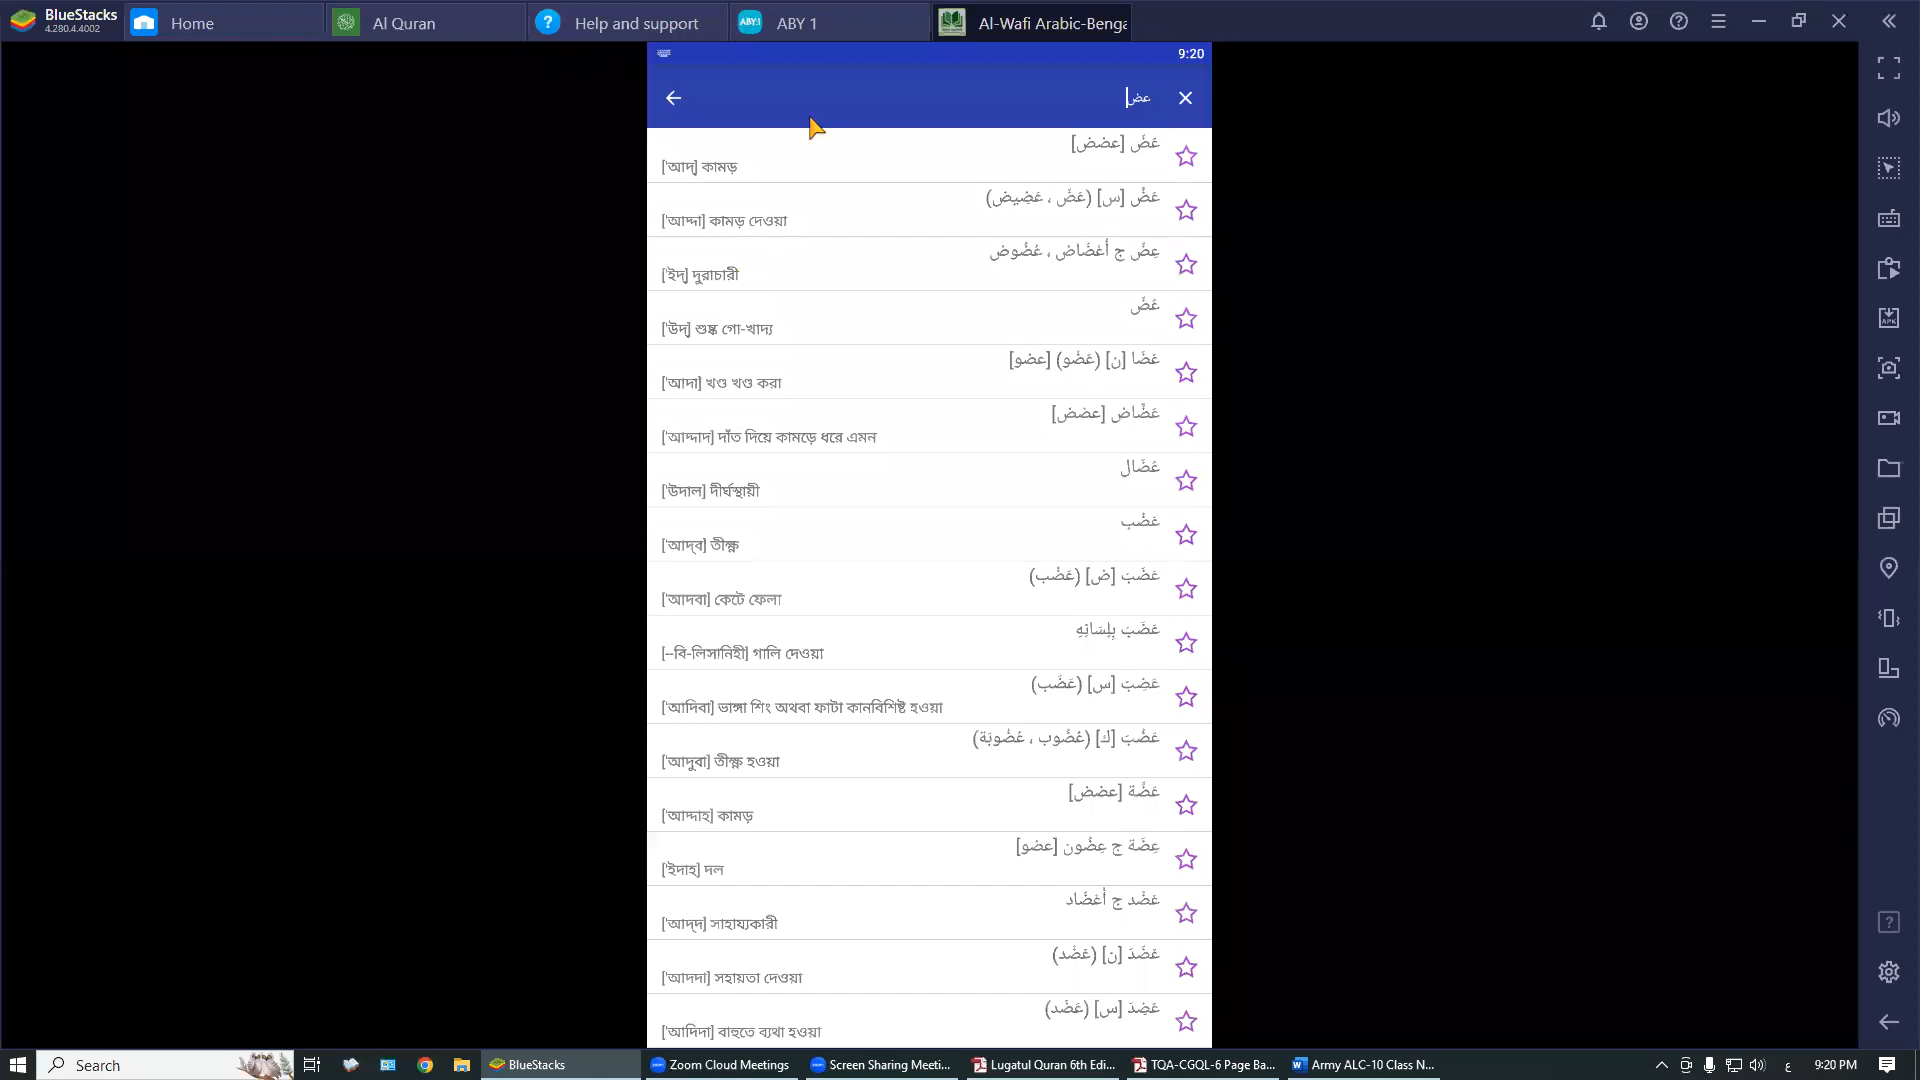 BlueStacks
4.280.4.4002
Home
Al Quran
Help and support
ABY 1
Al-Wafi Arabic-Benga
9:20
عض
عَضّ [عضض]
['আদ্] কামড়
عَضَّ [س] (عَضّ ، عَضِيض)
['আদ্দা] কামড় দেওয়া
عِضّ ج أَعْضَاض ، عُضُوض
['ইদ্] দুরাচারী
عُضّ
['উদ্] শুষ্ক গো-খাদ্য
عَضَا [ن] (عَضْو) [عضو]
['আদা] খণ্ড খণ্ড করা
عَضَّاض [عضض]
['আদ্দাদ] দাঁত দিয়ে কামড়ে ধরে এমন
عُضَال
['উদাল] দীর্ঘস্থায়ী
عَضْب
['আদ্‌ব] তীক্ষ্ণ
عَضَبَ [ض] (عَضْب)
['আদবা] কেটে ফেলা
عَضَبَ بِلِسَانِهِ
[--বি-লিসানিহী] গালি দেওয়া
عَضِبَ [س] (عَضَب)
['আদিবা] ভাঙ্গা শিং অথবা ফাটা কানবিশিষ্ট হওয়া
عَضُبَ [ك] (عُضُوب ، عُضُوبَة)
['আদুবা] তীক্ষ্ণ হওয়া
عَضَّة [عضض]
['আদ্দাহ] কামড়
عِضَة ج عِضُون [عضو]
['ইদাহ] দল
عَضْد ج أَعْضَاد
['আদ্‌দ] সাহায্যকারী
عَضَدَ [ن] (عَضْد)
['আদদা] সহায়তা দেওয়া
عَضِدَ [س] (عَضَد)
['আদিদা] বাহুতে ব্যথা হওয়া
Search
BlueStacks
Zoom Cloud Meetings
Screen Sharing Meeti...
Lugatul Quran 6th Edi...
TQA-CGQL-6 Page Ba...
Army ALC-10 Class N...
ع
9:20 PM